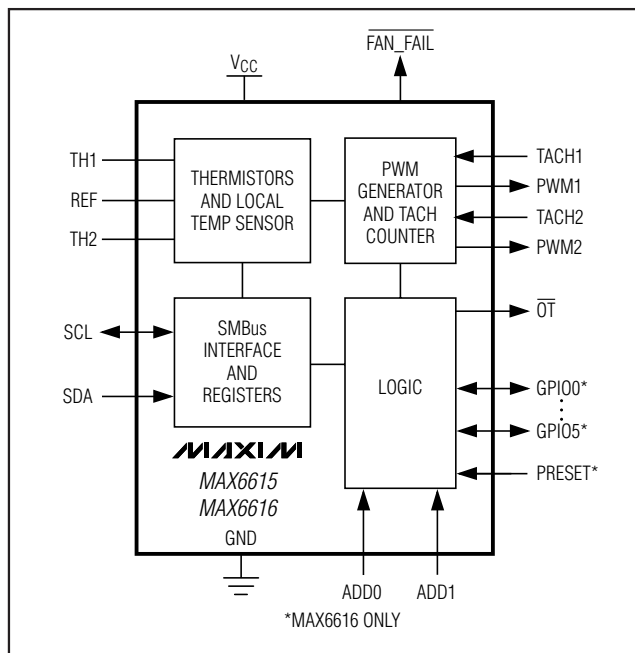 FAN_FAIL
VCC
TH1
REF
TH2
THERMISTORS
AND LOCAL
TEMP SENSOR
PWM
GENERATOR
AND TACH
COUNTER
TACH1
PWM1
TACH2
PWM2
SCL
SDA
SMBus
INTERFACE
AND
REGISTERS
LOGIC
OT
GPIO0*
GPIO5*
PRESET*
MAXIM
MAX6615
MAX6616
GND
ADD0
ADD1
*MAX6616 ONLY